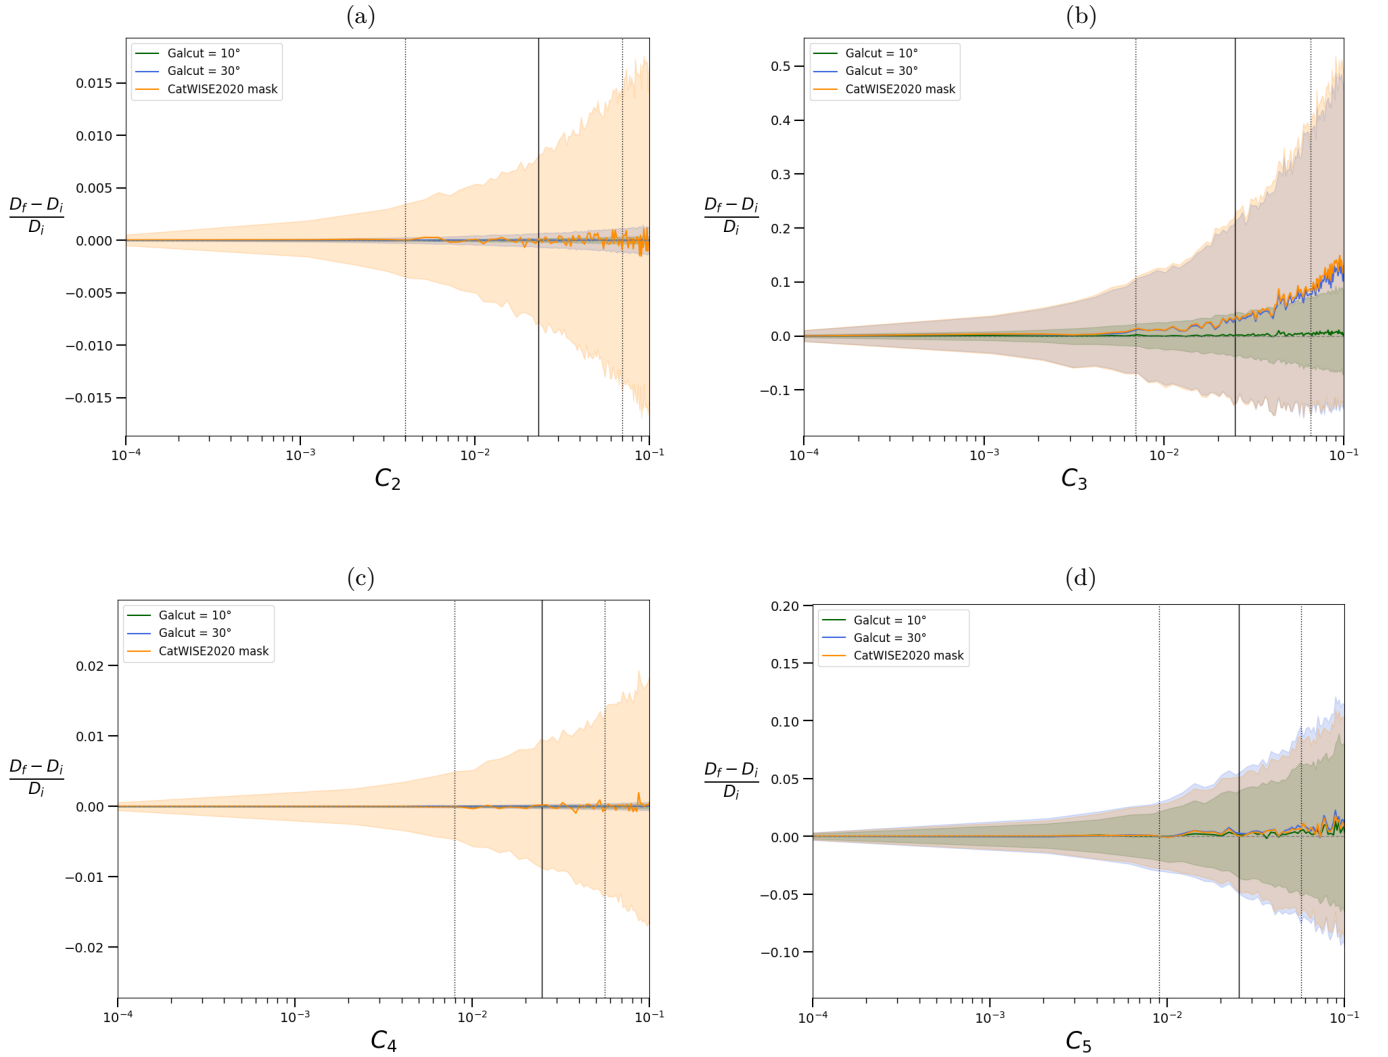 (a)
Galcut = 10°
Galcut = 30°
CatWISE2020 mask
0.015
0.010
0.005
0.000
−0.005
−0.010
−0.015
D_f − D_i
D_i
10⁻⁴
10⁻³
10⁻²
10⁻¹
C₂
(b)
Galcut = 10°
Galcut = 30°
CatWISE2020 mask
0.5
0.4
0.3
0.2
0.1
0.0
−0.1
D_f − D_i
D_i
10⁻⁴
10⁻³
10⁻²
10⁻¹
C₃
(c)
Galcut = 10°
Galcut = 30°
CatWISE2020 mask
0.02
0.01
0.00
−0.01
−0.02
D_f − D_i
D_i
10⁻⁴
10⁻³
10⁻²
10⁻¹
C₄
(d)
Galcut = 10°
Galcut = 30°
CatWISE2020 mask
0.20
0.15
0.10
0.05
0.00
−0.05
−0.10
D_f − D_i
D_i
10⁻⁴
10⁻³
10⁻²
10⁻¹
C₅